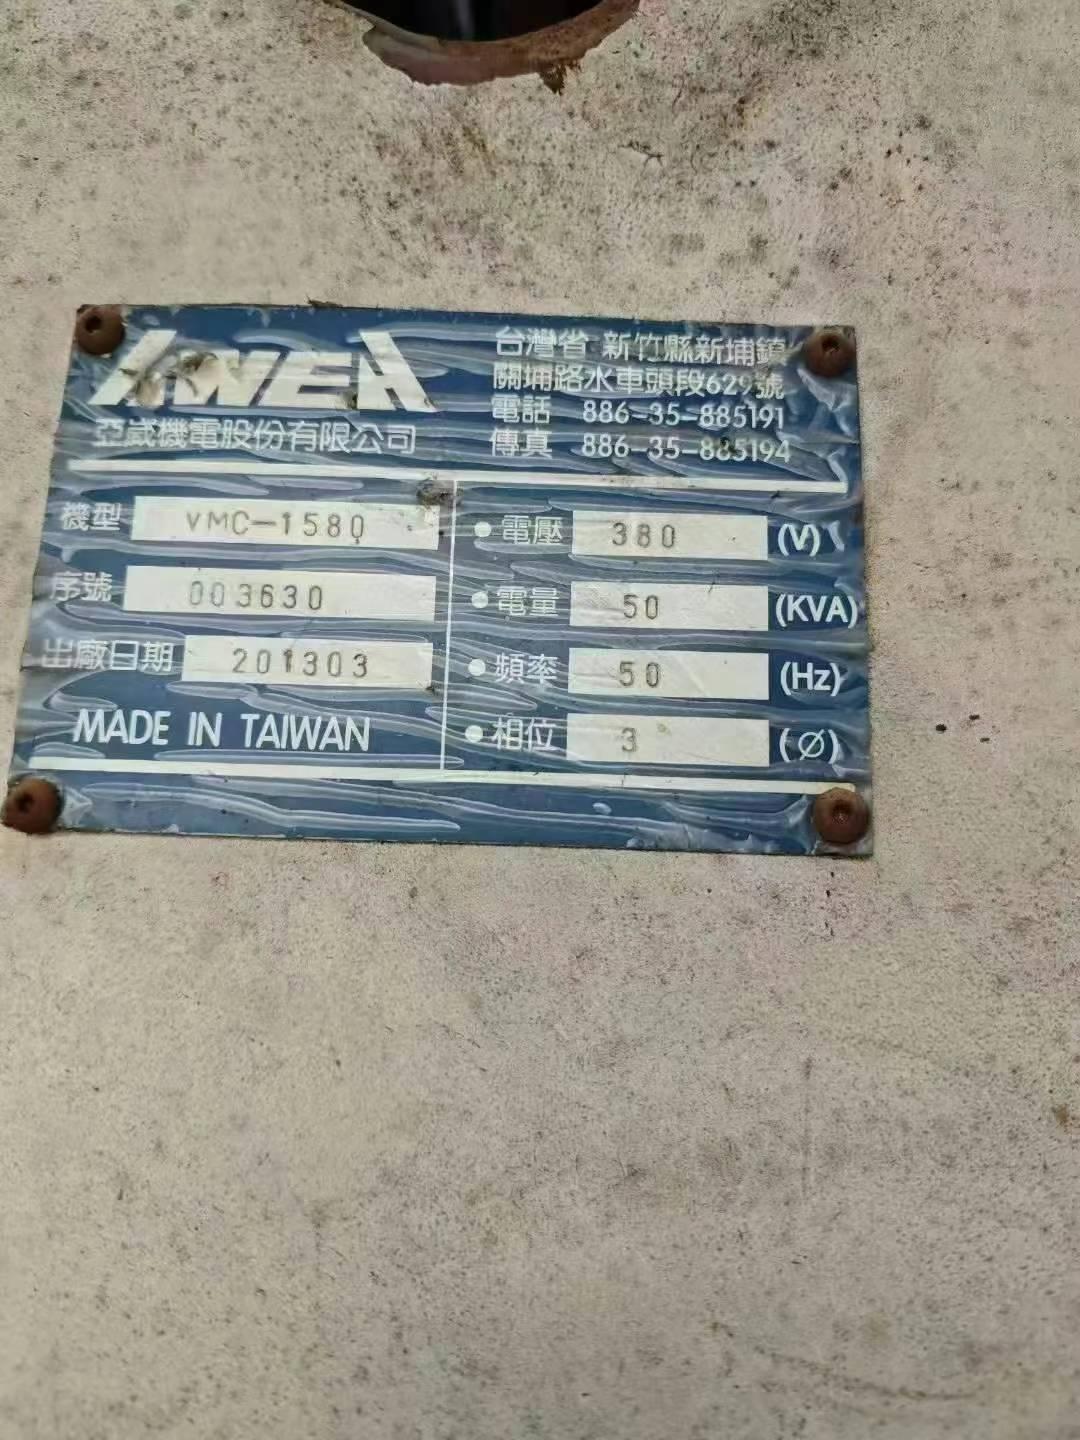 AWEA
亞崴機電股份有限公司
台灣省 新竹縣新埔鎮
關埔路水車頭段629號
電話 886-35-885191
傳真 886-35-885194
機型 VMC-1580
序號 003630
出廠日期 201303
MADE IN TAIWAN
電壓 380 (V)
電量 50 (KVA)
頻率 50 (Hz)
相位 3 (Ø)